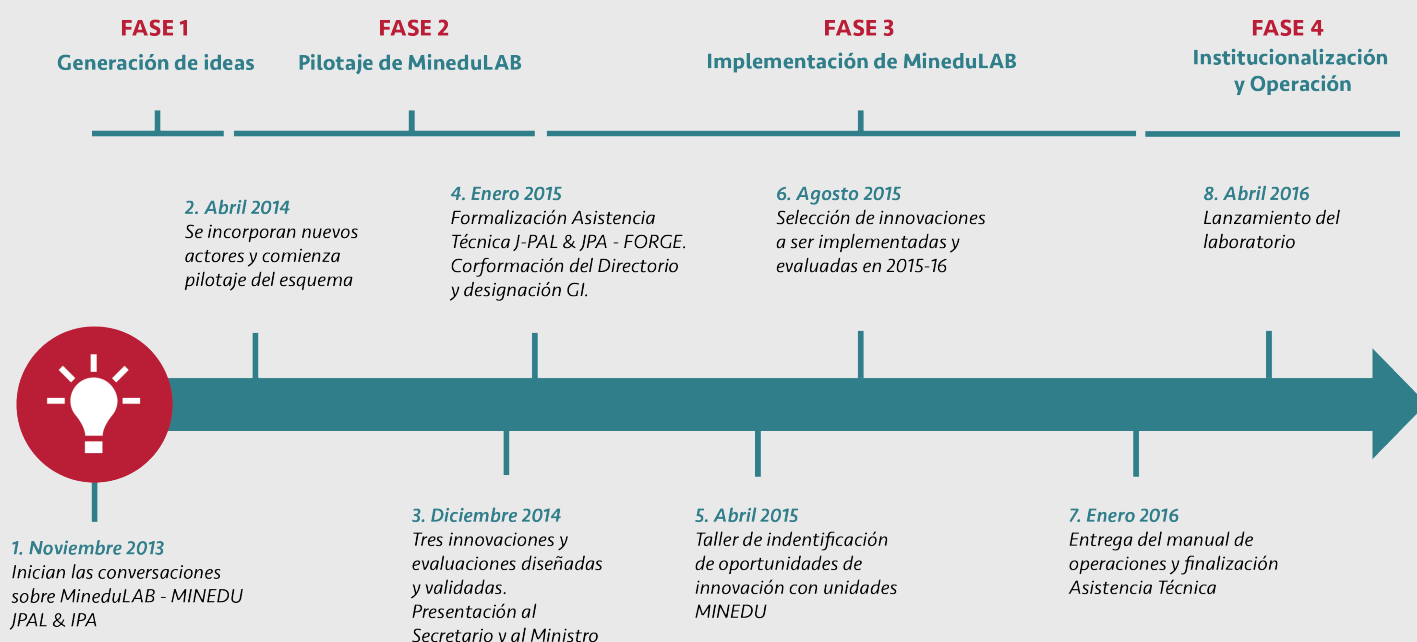 FASE 1
Generación de ideas
FASE 2
Pilotaje de MineduLAB
FASE 3
Implementación de MineduLAB
FASE 4
Institucionalización
y Operación
1. Noviembre 2013
Inician las conversaciones
sobre MineduLAB - MINEDU
JPAL & IPA
2. Abril 2014
Se incorporan nuevos
actores y comienza
pilotaje del esquema
3. Diciembre 2014
Tres innovaciones y
evaluaciones diseñadas
y validadas.
Presentación al
Secretario y al Ministro
4. Enero 2015
Formalización Asistencia
Técnica J-PAL & JPA - FORGE.
Corformación del Directorio
y designación GI.
5. Abril 2015
Taller de indentificación
de oportunidades de
innovación con unidades
MINEDU
6. Agosto 2015
Selección de innovaciones
a ser implementadas y
evaluadas en 2015-16
7. Enero 2016
Entrega del manual de
operaciones y finalización
Asistencia Técnica
8. Abril 2016
Lanzamiento del
laboratorio